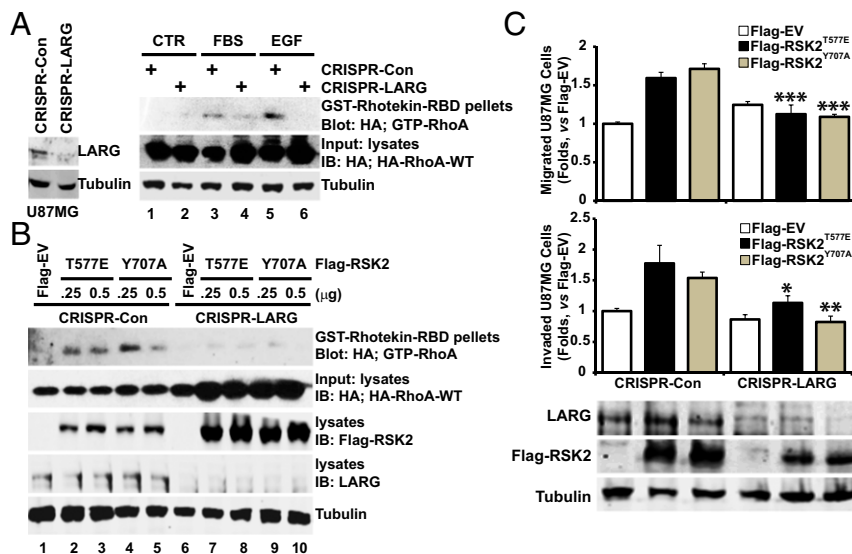 A
CRISPR-Con
CRISPR-LARG
LARG
Tubulin
U87MG
CTR FBS EGF
+ + + CRISPR-Con
+ + + CRISPR-LARG
GST-Rhotekin-RBD pellets
Blot: HA; GTP-RhoA
Input: lysates
IB: HA; HA-RhoA-WT
Tubulin
1 2 3 4 5 6
B
Flag-EV T577E Y707A Flag-EV T577E Y707A Flag-RSK2
.25 0.5 .25 0.5 .25 0.5 .25 0.5 (μg)
CRISPR-Con CRISPR-LARG
GST-Rhotekin-RBD pellets
Blot: HA; GTP-RhoA
Input: lysates
IB: HA; HA-RhoA-WT
lysates
IB: Flag-RSK2
lysates
IB: LARG
Tubulin
1 2 3 4 5 6 7 8 9 10
C
Migrated U87MG Cells
(Folds, vs Flag-EV)
2
1.5
1
0.5
0
Flag-EV
Flag-RSK2T577E
Flag-RSK2Y707A
*** ***
Invaded U87MG Cells
(Folds, vs Flag-EV)
2.5
2
1.5
1
0.5
0
Flag-EV
Flag-RSK2T577E
Flag-RSK2Y707A
* **
CRISPR-Con CRISPR-LARG
LARG
Flag-RSK2
Tubulin